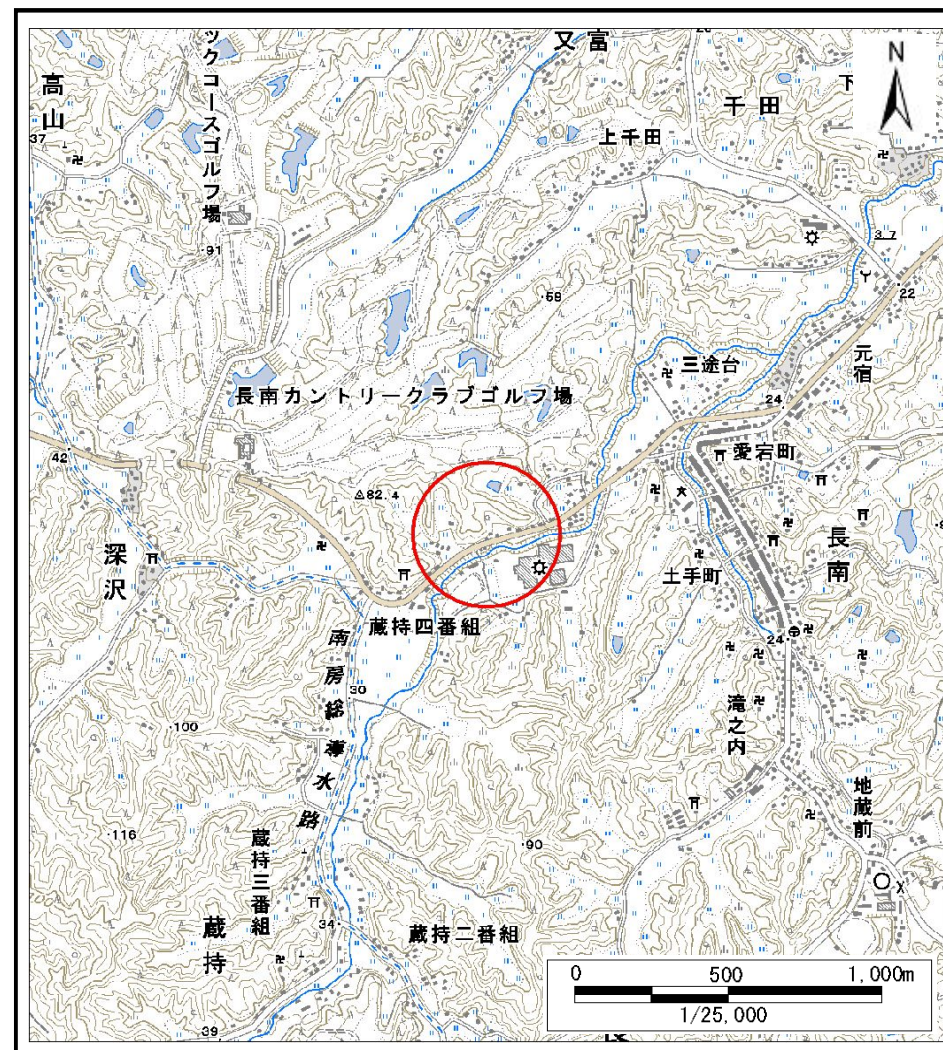 又富
ックコースゴルフ場
高山
37
千田
下
N
上千田
91
3.7
58
22
三途台
元宿
長南カントリークラブゴルフ場
24
42
愛宕町
82.4
深沢
長南
土手町
蔵持四番組
24
南房総導水路
30
滝之内
100
地蔵前
116
90
蔵持三番組
34
蔵持
蔵持二番組
39
0 500 1,000m
1/25,000